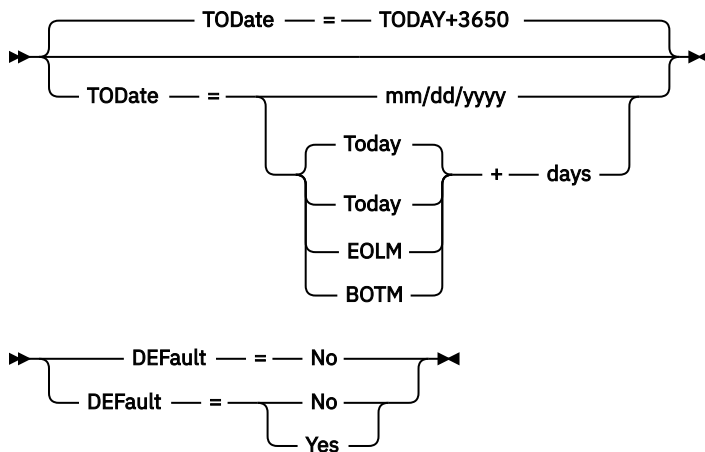 TODate = TODAY+3650
TODate = mm/dd/yyyy
Today
Today + days
EOLM
BOTM
DEFault = No
DEFault = No
Yes